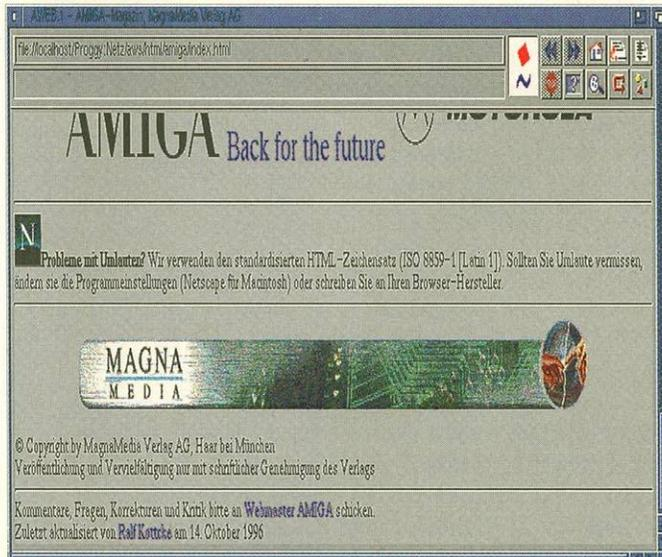 AWEB.1 - AMIGA-Magazin, MagnaMedia Verlag AG
file://localhost/Proggy:Netz/aws/html/amiga/index.html
AMIGA Back for the future MOTOROLA
N
Probleme mit Umlauten? Wir verwenden den standardisierten HTML-Zeichensatz (ISO 8859-1 [Latin 1]). Sollten Sie Umlaute vermissen,
ändern sie die Programmeinstellungen (Netscape für Macintosh) oder schreiben Sie an Ihren Browser-Hersteller.
MAGNA
MEDIA
© Copyright by MagnaMedia Verlag AG, Haar bei München
Veröffentlichung und Vervielfältigung nur mit schriftlicher Genehmigung des Verlags
Kommentare, Fragen, Korrekturen und Kritik bitte an Webmaster AMIGA schicken.
Zuletzt aktualisiert von Ralf Kottcke am 14. Oktober 1996